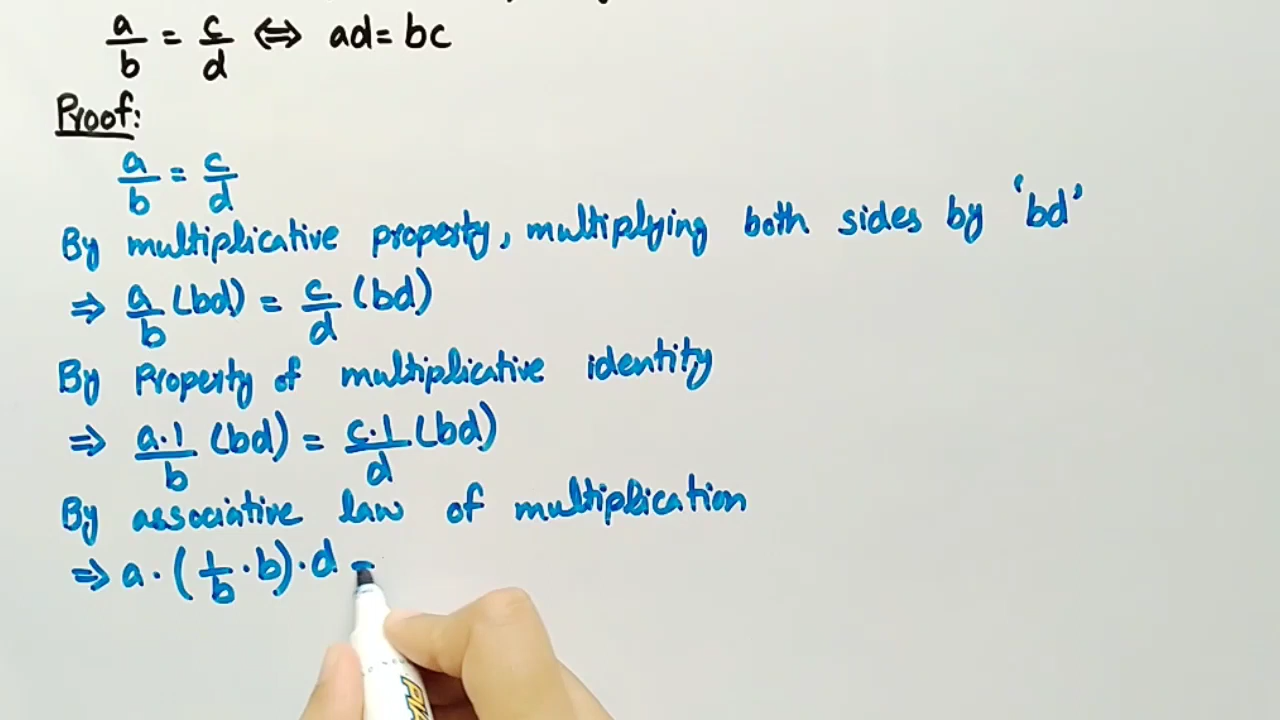 a/b = c/d ⇔ ad = bc
Proof:
a/b = c/d
By multiplicative property, multiplying both sides by 'bd'
⇒ a/b (bd) = c/d (bd)
By Property of multiplicative identity
⇒ a·1/b (bd) = c·1/d (bd)
By associative law of multiplication
⇒ a·(1/b·b)·d =